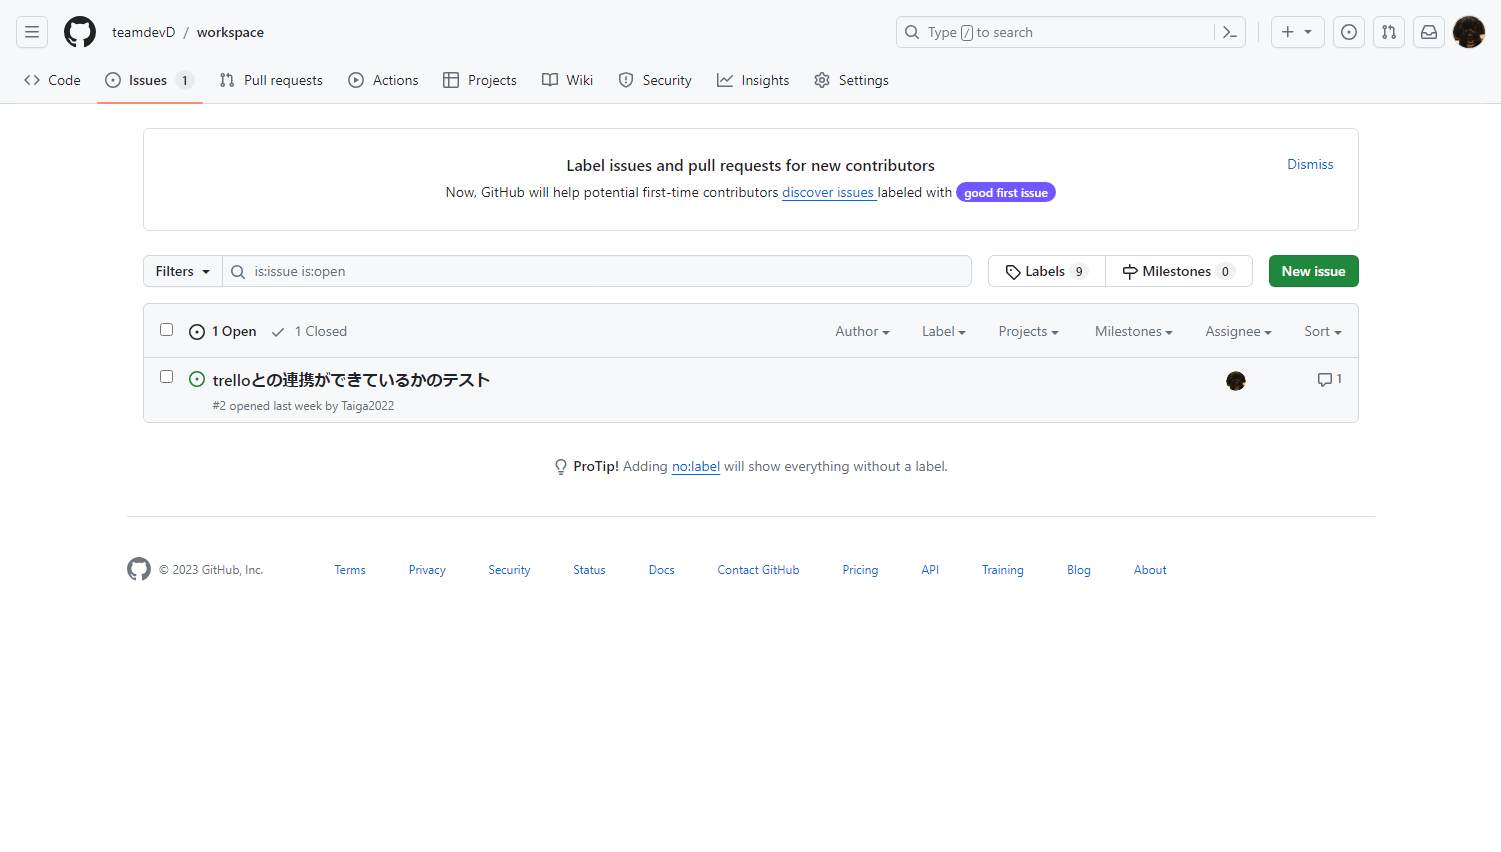 teamdevD / workspace
Type / to search
Code
Issues 1
Pull requests
Actions
Projects
Wiki
Security
Insights
Settings
Label issues and pull requests for new contributors
Dismiss
Now, GitHub will help potential first-time contributors discover issues labeled with good first issue
Filters
is:issue is:open
Labels 9
Milestones 0
New issue
1 Open
1 Closed
Author
Label
Projects
Milestones
Assignee
Sort
trelloとの連携ができているかのテスト
1
#2 opened last week by Taiga2022
ProTip! Adding no:label will show everything without a label.
© 2023 GitHub, Inc.
Terms
Privacy
Security
Status
Docs
Contact GitHub
Pricing
API
Training
Blog
About